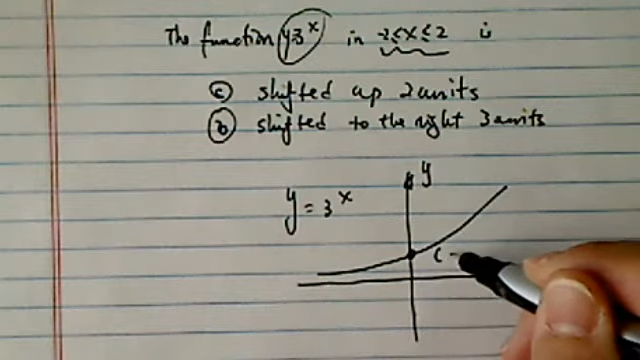 The function y=3^x in -2≤x≤2 is
(a) shifted up 2 units
(b) shifted to the right 3 units
y
y = 3^x
(